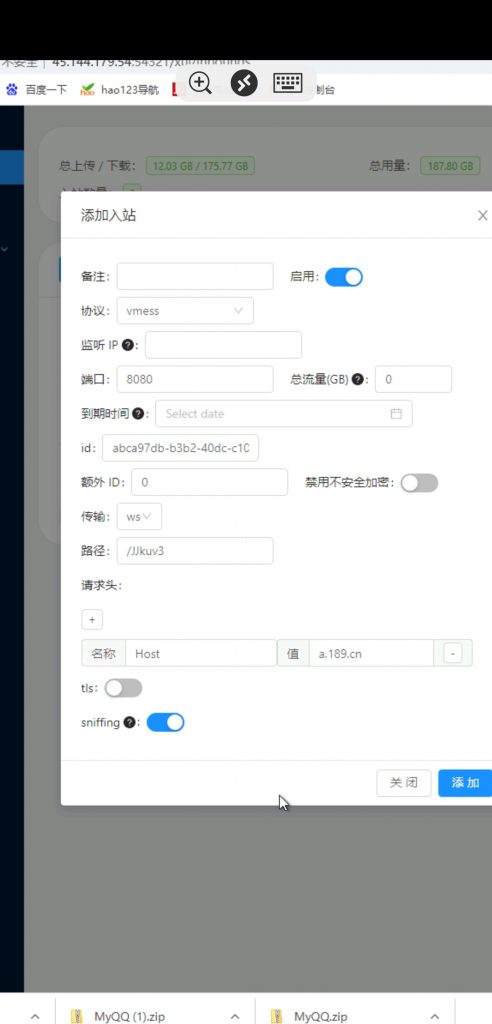 不安全 | 45.144.179.54:54321/xui/inbounds
百度一下 hao123导航
总上传 / 下载: 12.03 GB / 175.77 GB 总用量: 187.80 GB
添加入站
备注: 启用:
协议: vmess
监听 IP ?:
端口: 8080 总流量(GB) ?: 0
到期时间 ?: Select date
id: abca97db-b3b2-40dc-c10
额外 ID: 0 禁用不安全加密:
传输: ws
路径: /JJkuv3
请求头:
+
名称 Host 值 a.189.cn -
tls:
sniffing ?:
关 闭 添 加
MyQQ (1).zip MyQQ.zip